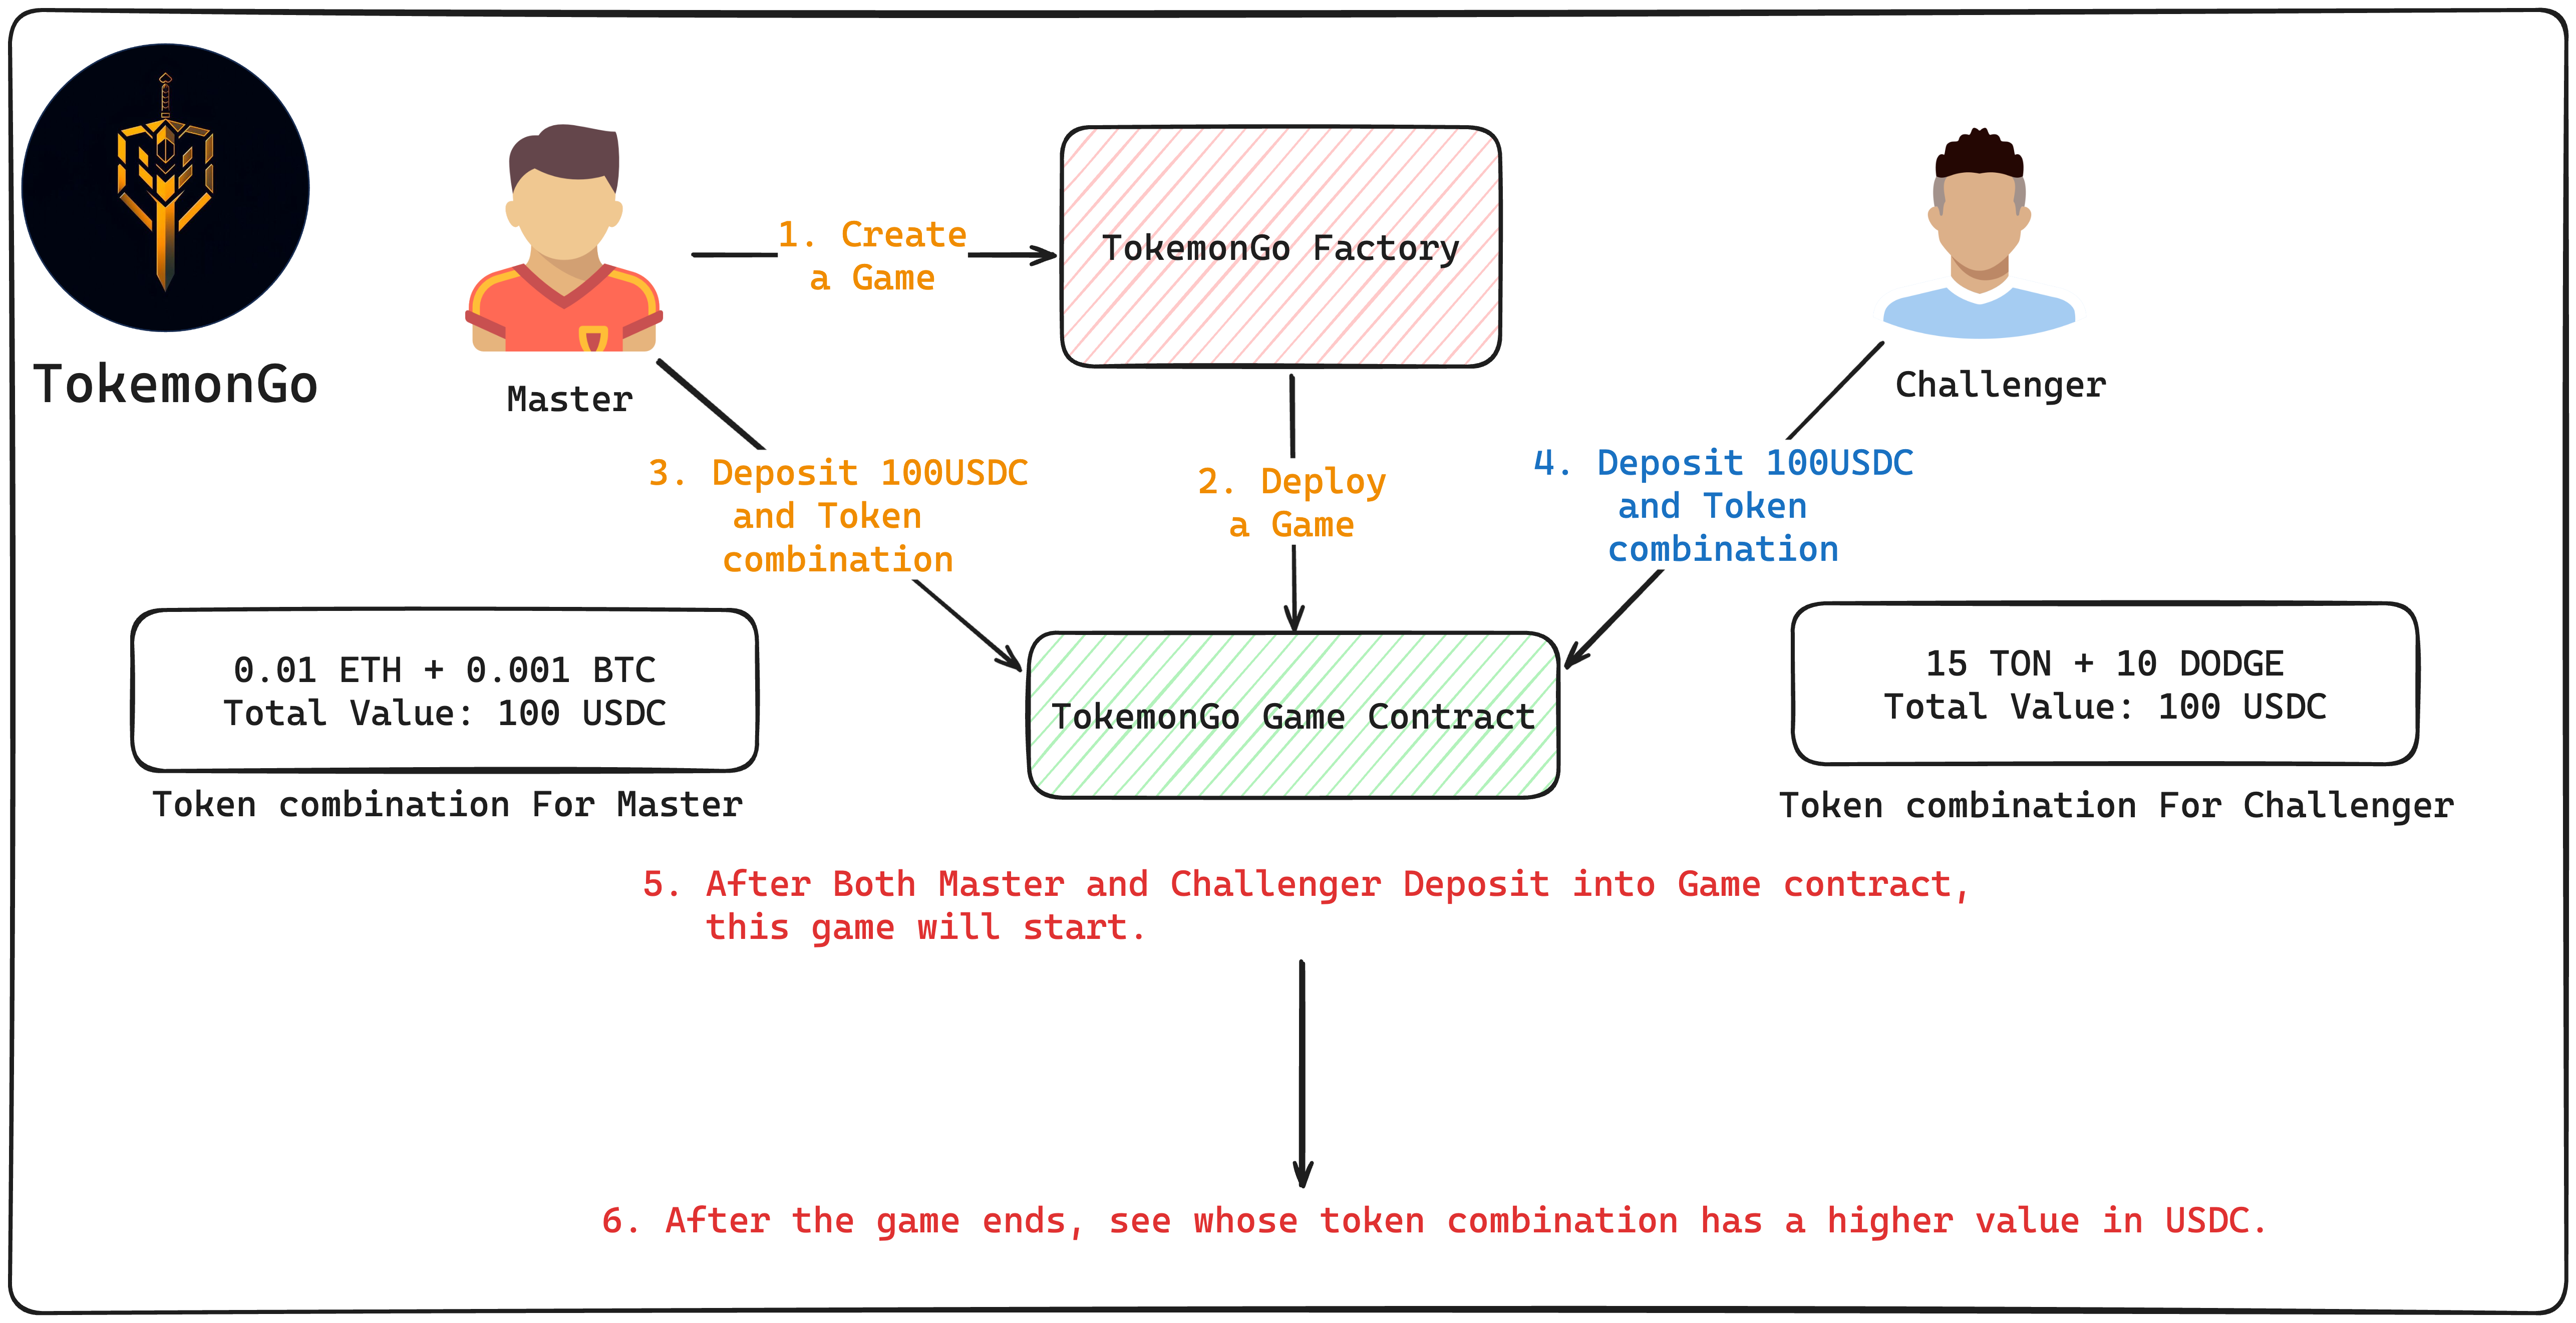 TokemonGo
Master
1. Create
a Game
TokemonGo Factory
Challenger
3. Deposit 100USDC
and Token
combination
2. Deploy
a Game
4. Deposit 100USDC
and Token
combination
0.01 ETH + 0.001 BTC
Total Value: 100 USDC
Token combination For Master
TokemonGo Game Contract
15 TON + 10 DODGE
Total Value: 100 USDC
Token combination For Challenger
5. After Both Master and Challenger Deposit into Game contract,
this game will start.
6. After the game ends, see whose token combination has a higher value in USDC.